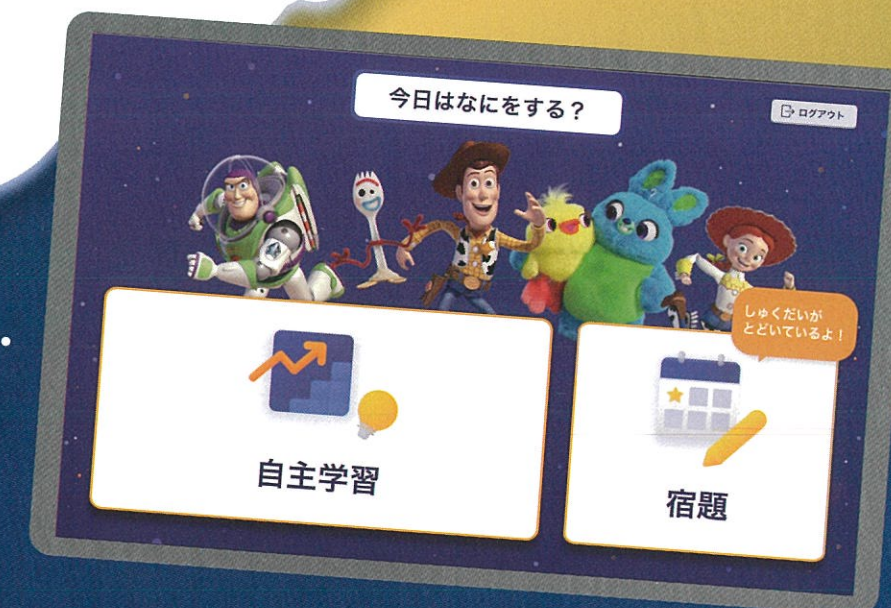 今日はなにをする？
ログアウト
しゅくだいが
とどいているよ！
自主学習
宿題